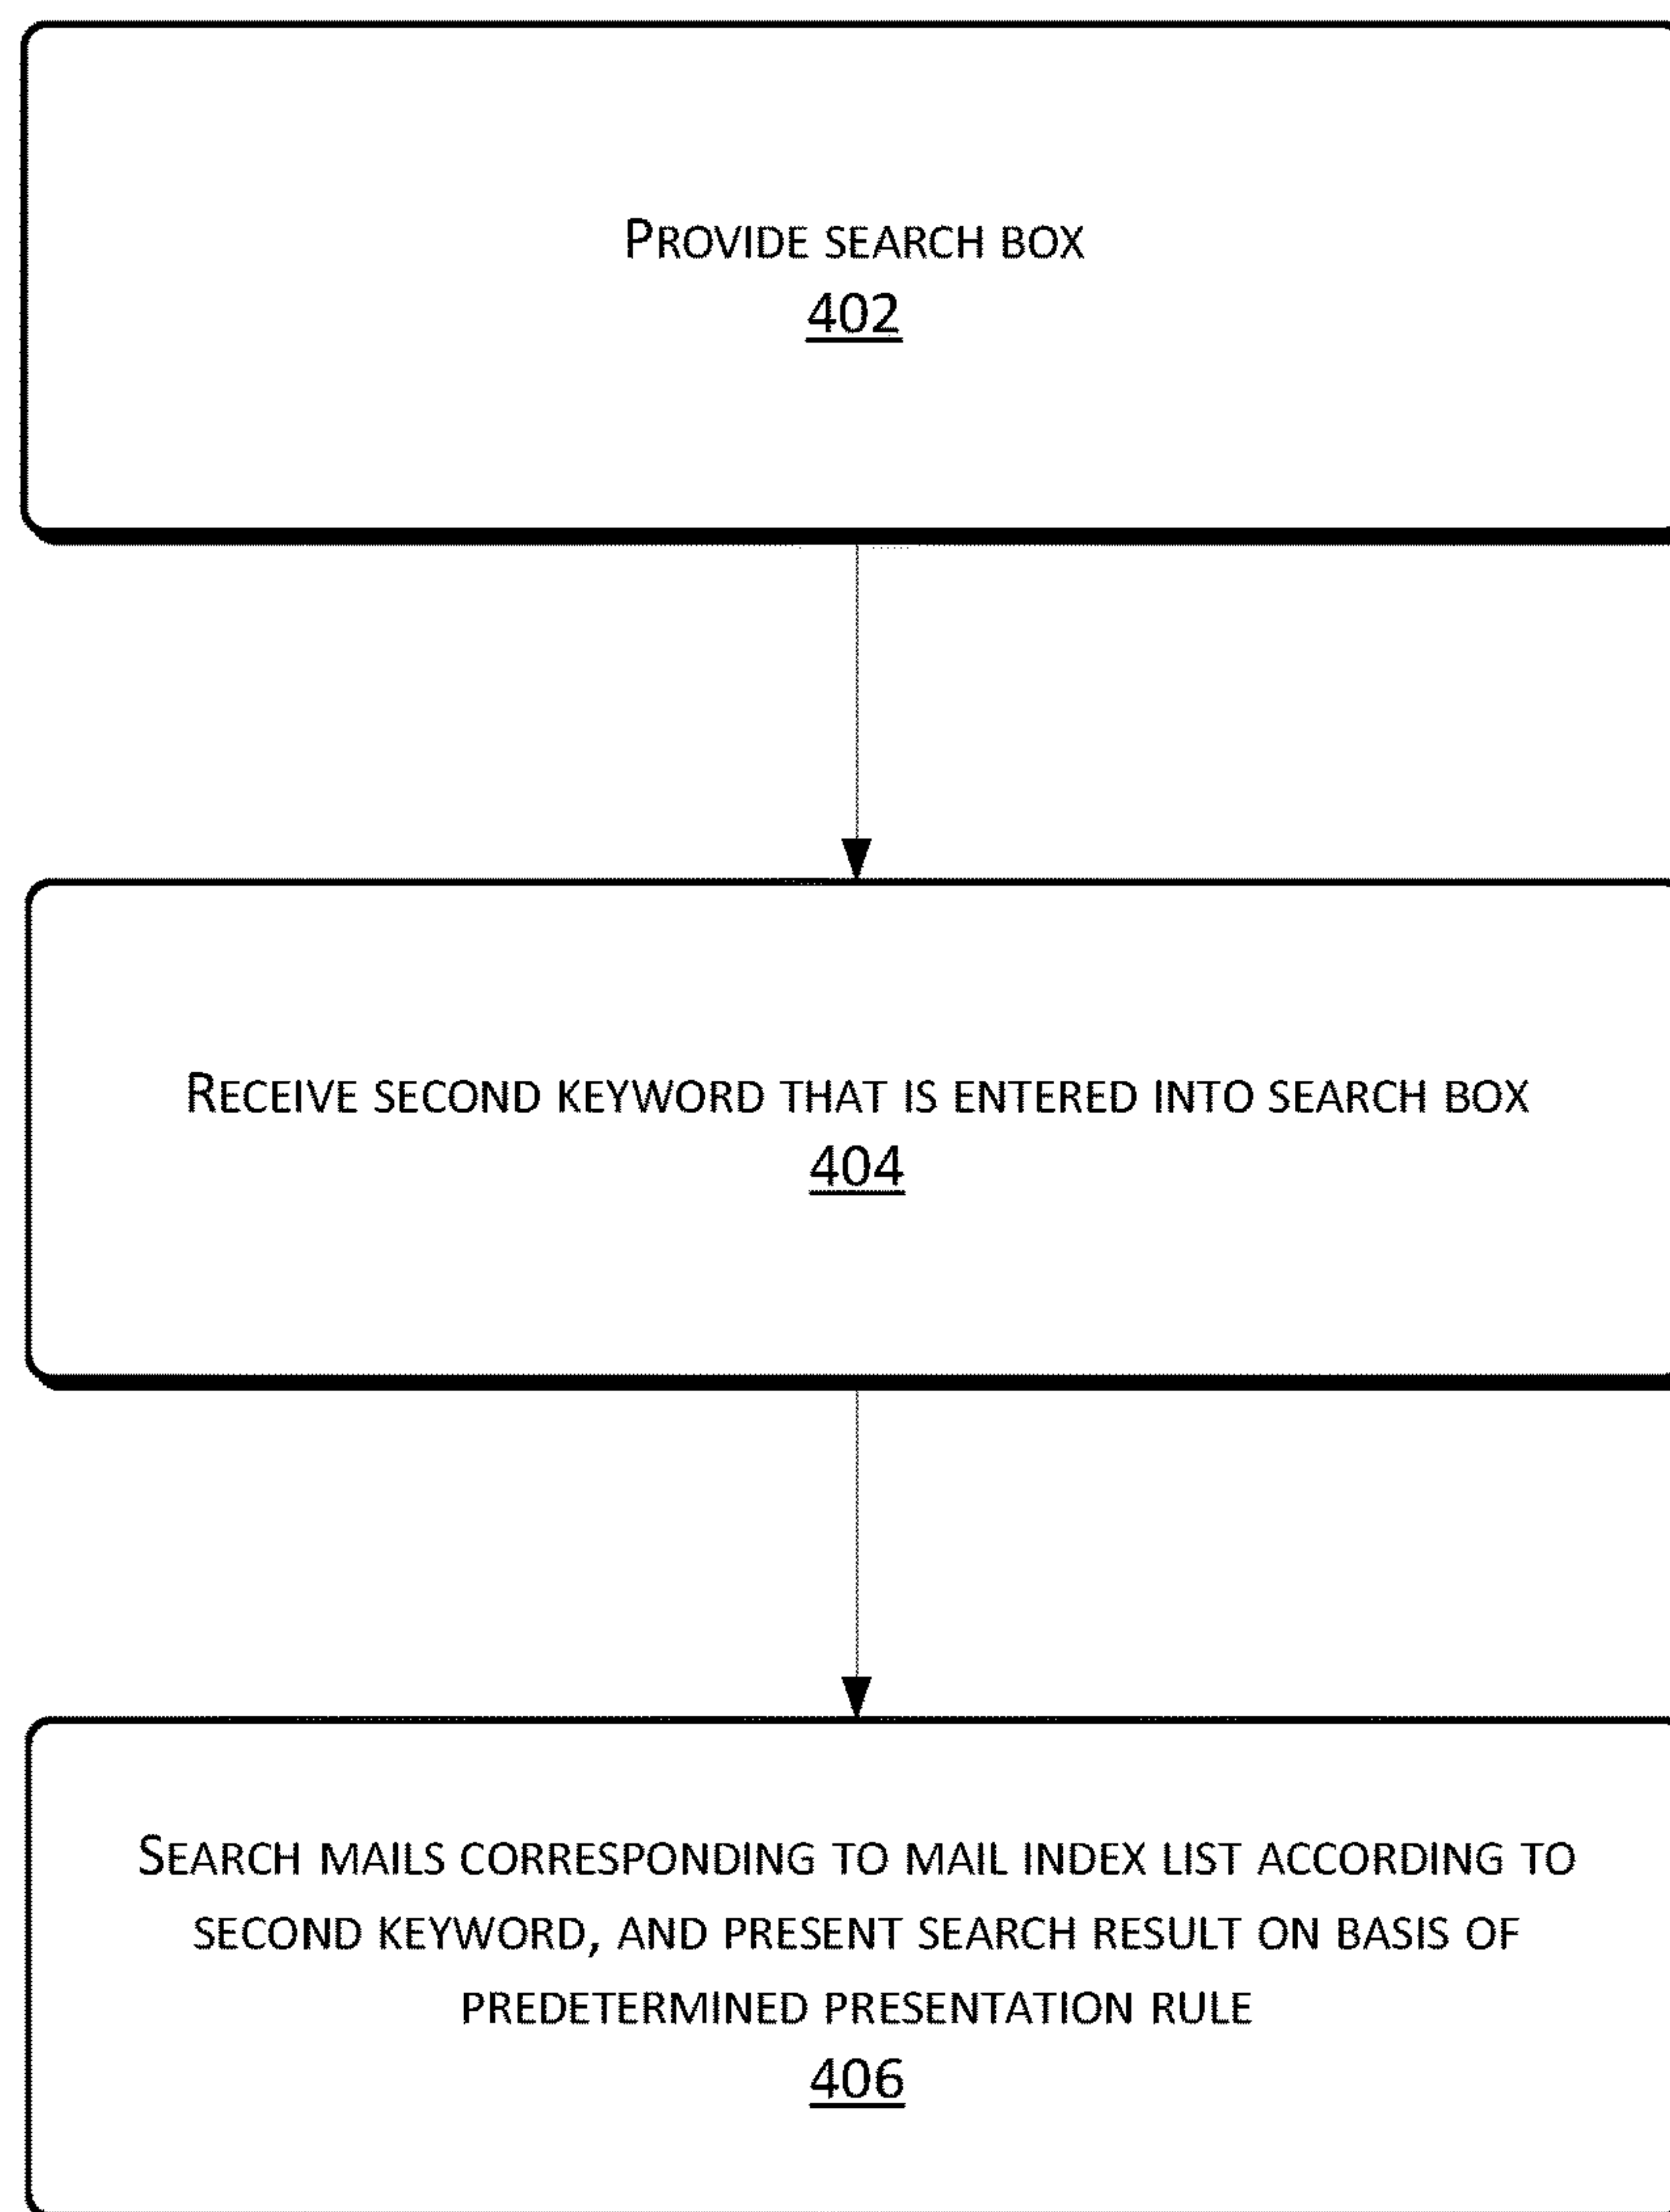 PROVIDE SEARCH BOX
402
RECEIVE SECOND KEYWORD THAT IS ENTERED INTO SEARCH BOX
404
SEARCH MAILS CORRESPONDING TO MAIL INDEX LIST ACCORDING TO
SECOND KEYWORD, AND PRESENT SEARCH RESULT ON BASIS OF
PREDETERMINED PRESENTATION RULE
406